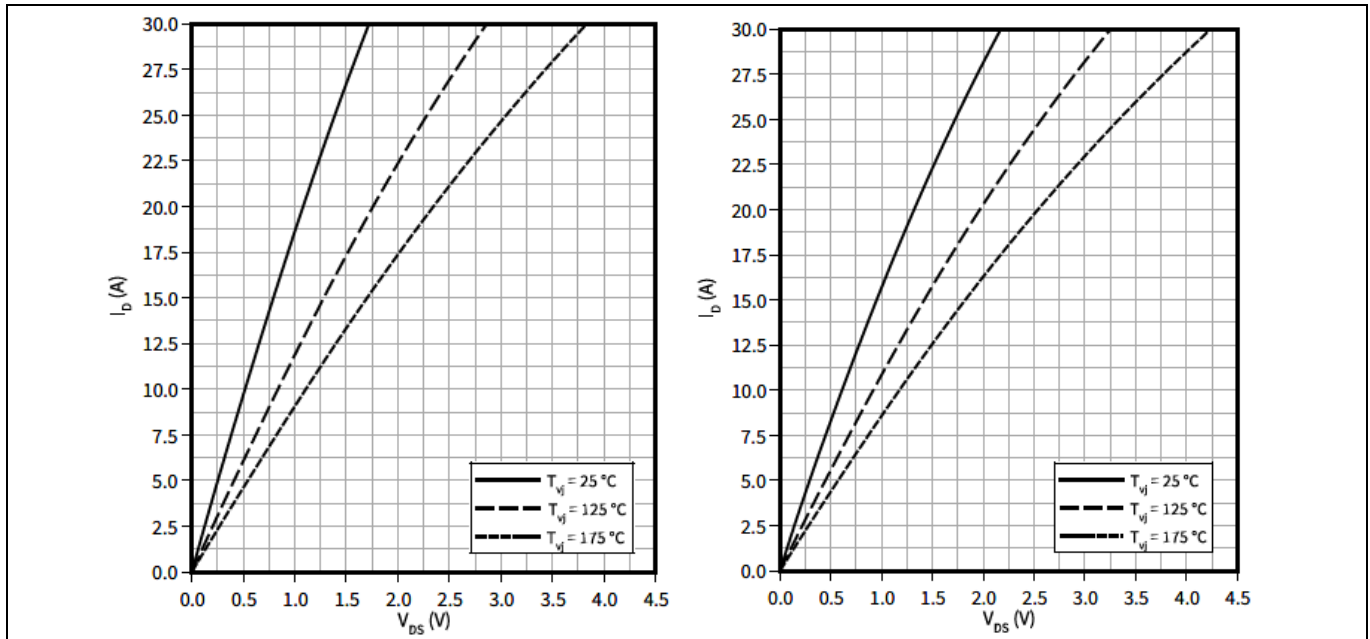 30.0
27.5
25.0
22.5
20.0
17.5
15.0
12.5
10.0
7.5
5.0
2.5
0.0
I_D (A)
T_vj = 25 °C
T_vj = 125 °C
T_vj = 175 °C
0.0 0.5 1.0 1.5 2.0 2.5 3.0 3.5 4.0 4.5
V_DS (V)
30.0
27.5
25.0
22.5
20.0
17.5
15.0
12.5
10.0
7.5
5.0
2.5
0.0
I_D (A)
T_vj = 25 °C
T_vj = 125 °C
T_vj = 175 °C
0.0 0.5 1.0 1.5 2.0 2.5 3.0 3.5 4.0 4.5
V_DS (V)